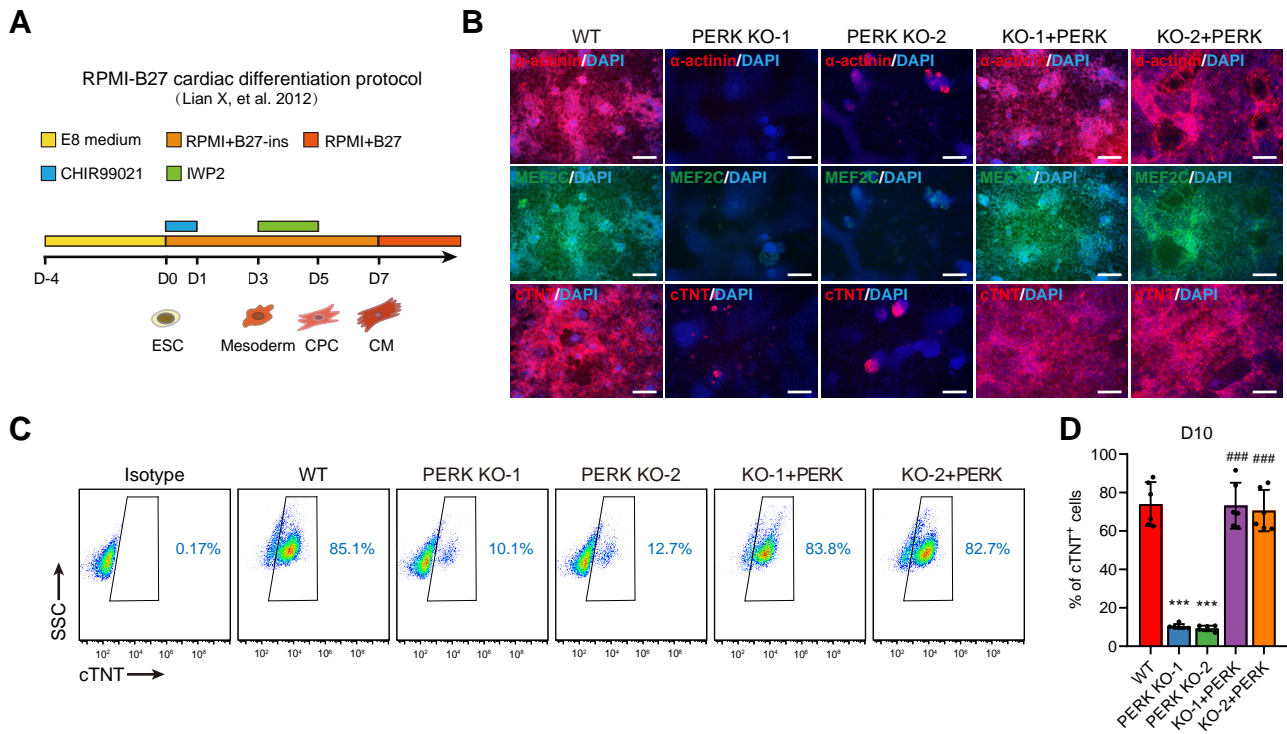 A
RPMI-B27 cardiac differentiation protocol
(Lian X, et al. 2012)
E8 medium
RPMI+B27-ins
RPMI+B27
CHIR99021
IWP2
D-4
D0
D1
D3
D5
D7
ESC
Mesoderm
CPC
CM
B
WT
PERK KO-1
PERK KO-2
KO-1+PERK
KO-2+PERK
α-actinin/DAPI
α-actinin/DAPI
α-actinin/DAPI
α-actinin/DAPI
α-actinin/DAPI
MEF2C/DAPI
MEF2C/DAPI
MEF2C/DAPI
MEF2C/DAPI
MEF2C/DAPI
cTNT/DAPI
cTNT/DAPI
cTNT/DAPI
cTNT/DAPI
cTNT/DAPI
C
Isotype
WT
PERK KO-1
PERK KO-2
KO-1+PERK
KO-2+PERK
0.17%
85.1%
10.1%
12.7%
83.8%
82.7%
SSC
10² 10⁴ 10⁶ 10⁸
10² 10⁴ 10⁶ 10⁸
10² 10⁴ 10⁶ 10⁸
10² 10⁴ 10⁶ 10⁸
10² 10⁴ 10⁶ 10⁸
10² 10⁴ 10⁶ 10⁸
cTNT
D
D10
% of cTNT⁺ cells
100
80
60
40
20
0
***
***
###
###
WT
PERK KO-1
PERK KO-2
KO-1+PERK
KO-2+PERK